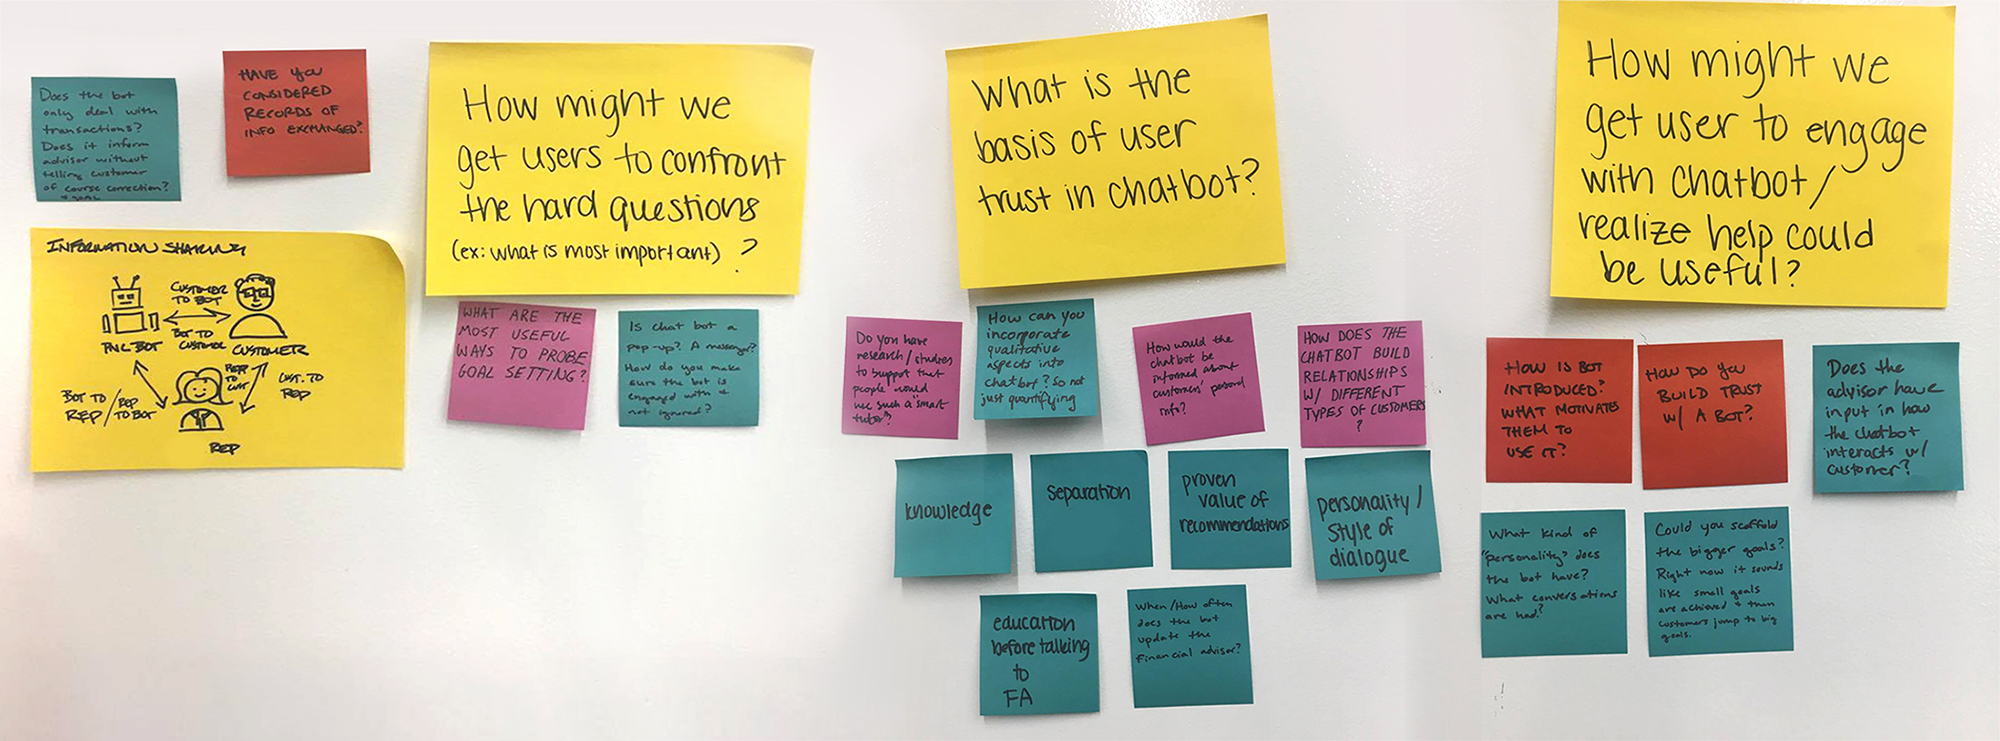 Does the bot
only deal with
transactions?
Does it inform
advisor without
telling customer
of course correction?
HAVE YOU
CONSIDERED
RECORDS OF
INFO EXCHANGED?
INFORMATION SHARING
CUSTOMER
TO BOT
BOT TO
CUSTOMER
PNC BOT
CUSTOMER
REP
TO
CUST
CUST. TO
REP
BOT TO
REP/REP
TO BOT
REP
How might we
get users to confront
the hard questions
(ex: what is most important) ?
WHAT ARE THE
MOST USEFUL
WAYS TO PROBE
GOAL SETTING?
Is chat bot a
pop-up? A messenger?
How do you make
sure the bot is
engaged with &
not ignored?
What is the
basis of user
trust in chatbot?
Do you have
research/studies
to support that
people would
use such a "smart
tutor"?
How can you
incorporate
qualitative
aspects into
chatbot? So not
just quantifying
How would the
chatbot be
informed about
customers' personal
info?
HOW DOES THE
CHATBOT BUILD
RELATIONSHIPS
W/ DIFFERENT
TYPES OF CUSTOMERS
?
knowledge
separation
proven
value of
recommendations
personality/
style of
dialogue
education
before talking
to
FA
When/How often
does the bot
update the
financial advisor?
How might we
get user to engage
with chatbot/
realize help could
be useful?
HOW IS BOT
INTRODUCED?
WHAT MOTIVATES
THEM TO
USE IT?
HOW DO YOU
BUILD TRUST
W/ A BOT?
Does the
advisor have
input in how
the chatbot
interacts w/
customer?
What kind of
"personality" does
the bot have?
What conversations
are had?
Could you scaffold
the bigger goals?
Right now it sounds
like small goals
are achieved & then
customers jump to big
goals.